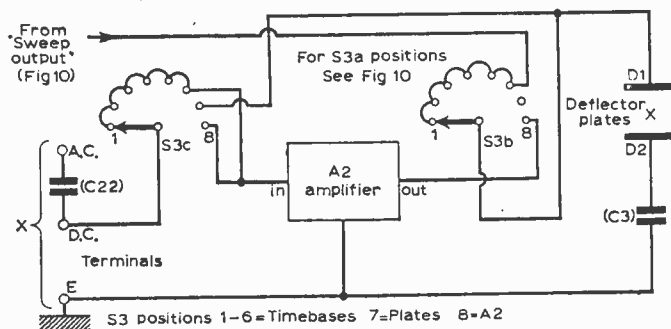 "From
"Sweep
output"
(Fig 10)
For S3a positions
See Fig 10
D1
Deflector
plates
X
D2
1
S3c
8
1
S3b
8
A.C.
(C22)
A2
amplifier
in
out
(C3)
X
D.C.
Terminals
E
S3 positions 1-6=Timebases 7=Plates 8=A2